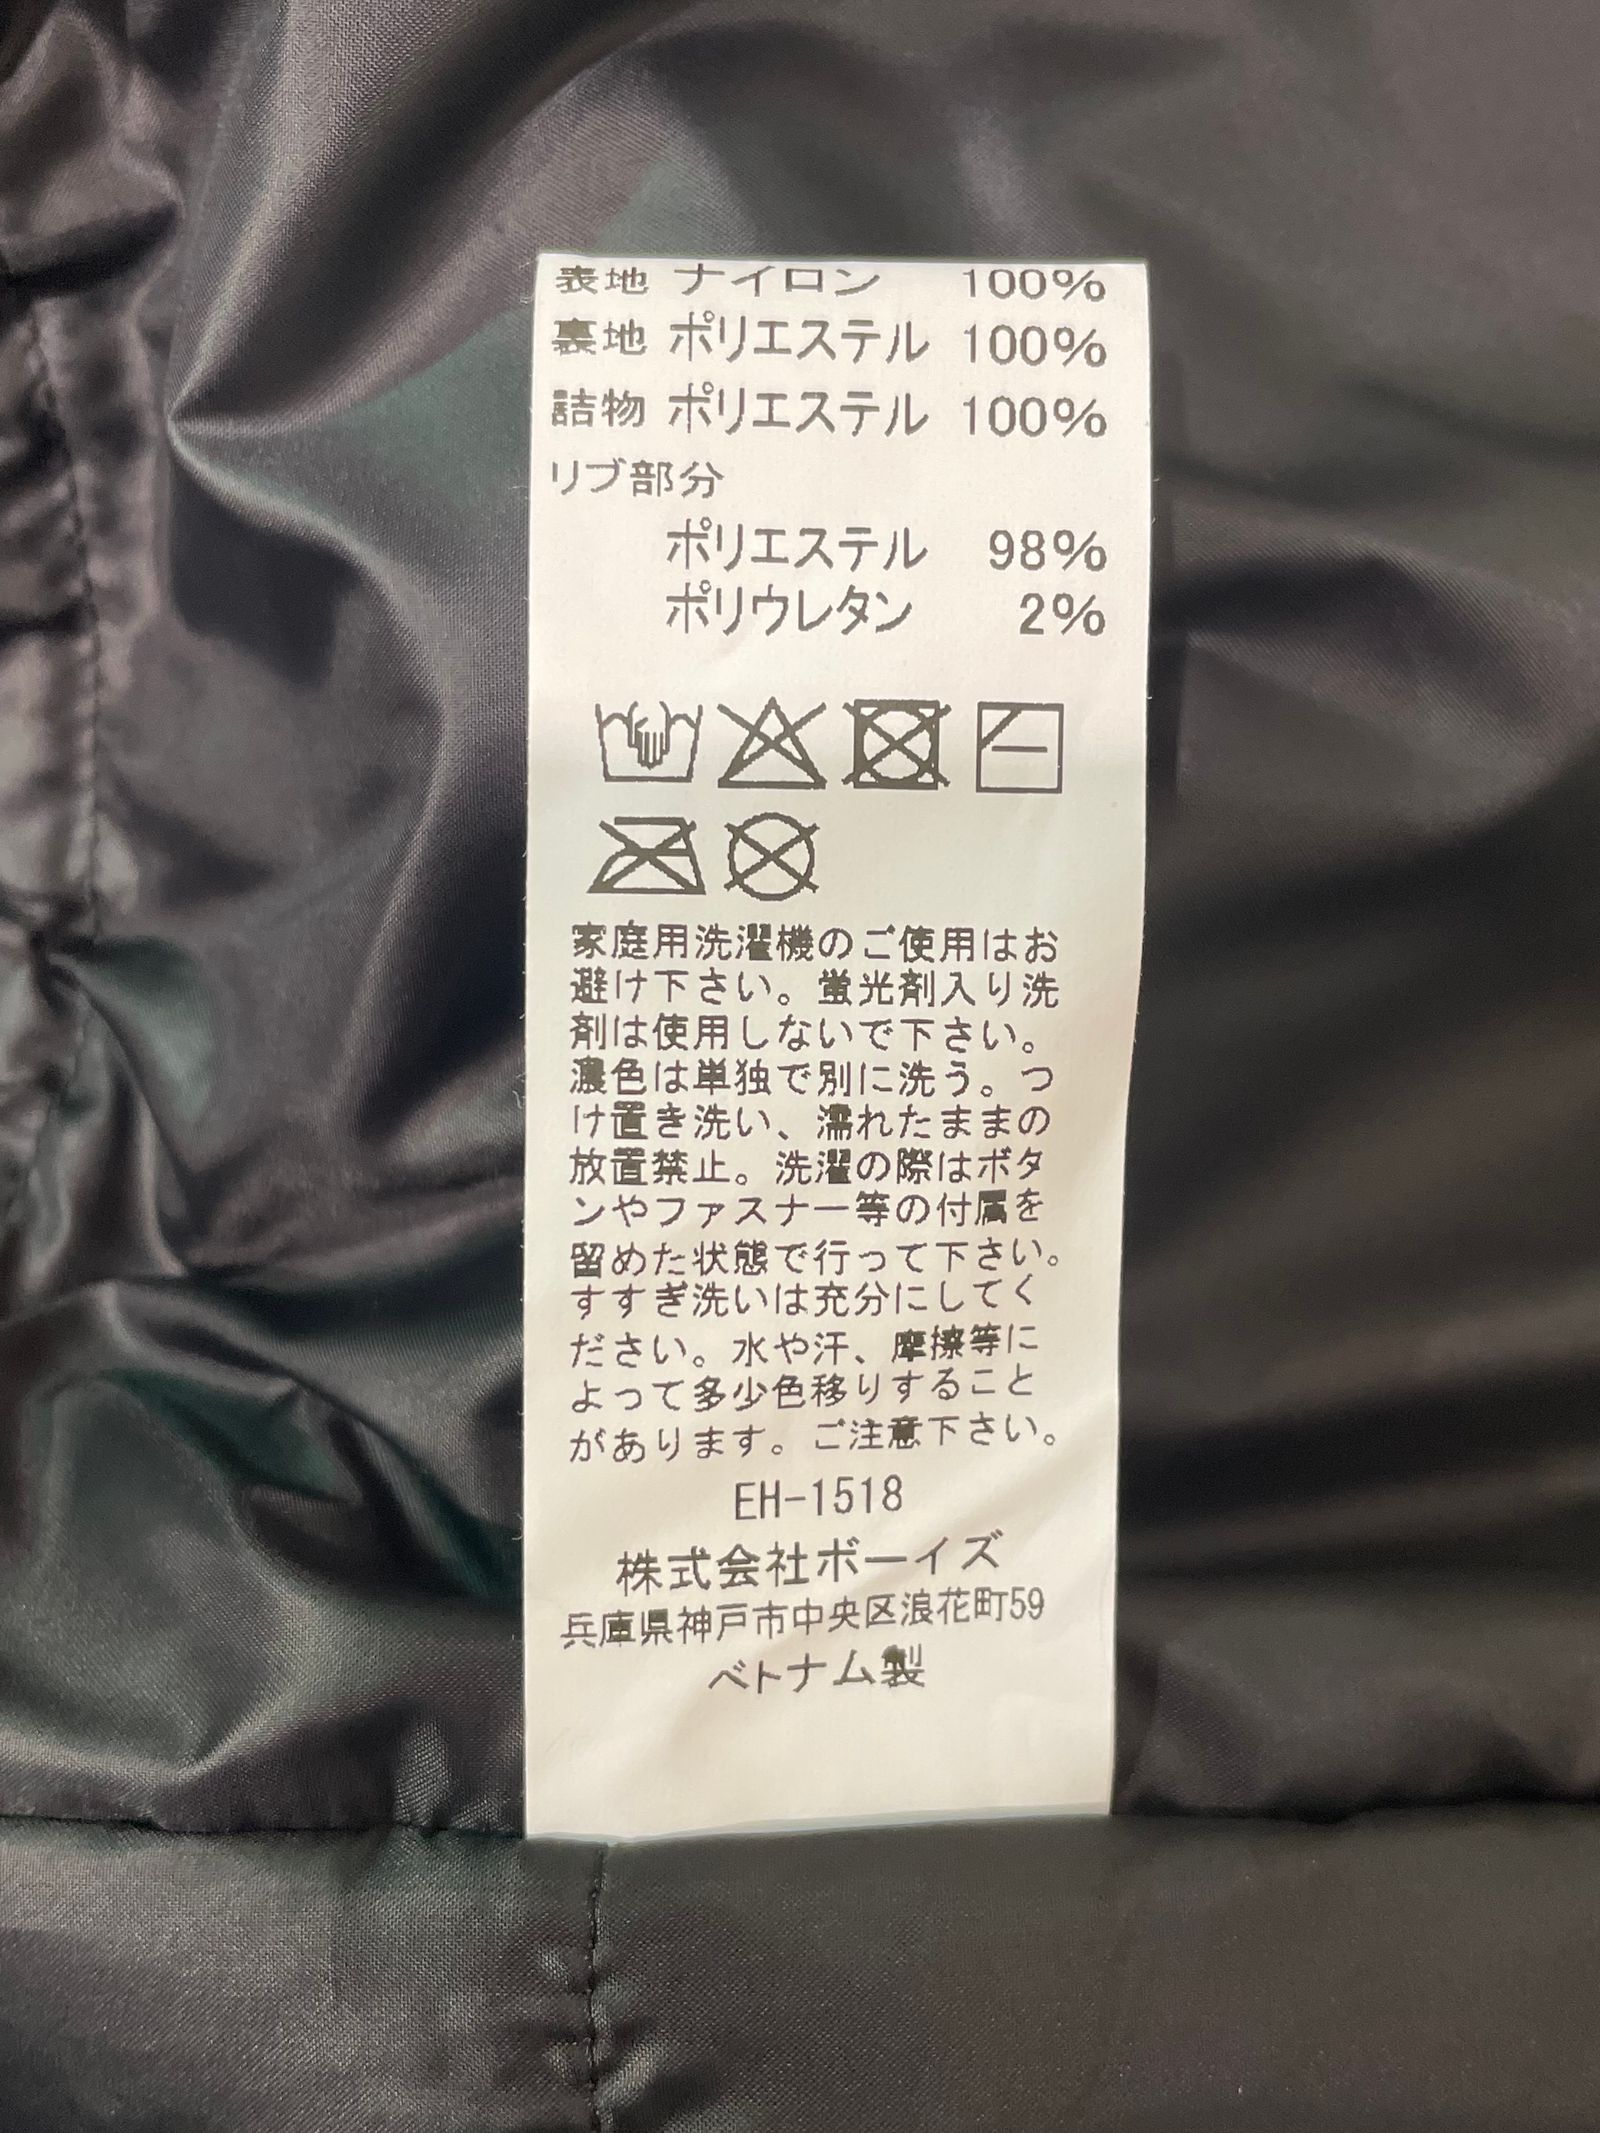 表地 ナイロン 100%
裏地 ポリエステル 100%
詰物 ポリエステル 100%
リブ部分
ポリエステル 98%
ポリウレタン 2%
家庭用洗濯機のご使用はお
避け下さい。蛍光剤入り洗
剤は使用しないで下さい。
濃色は単独で別に洗う。つ
け置き洗い、濡れたままの
放置禁止。洗濯の際はボタ
ンやファスナー等の付属を
留めた状態で行って下さい。
すすぎ洗いは充分にしてく
ださい。水や汗、摩擦等に
よって多少色移りすること
があります。ご注意下さい。
EH-1518
株式会社ボーイズ
兵庫県神戸市中央区浪花町59
ベトナム製